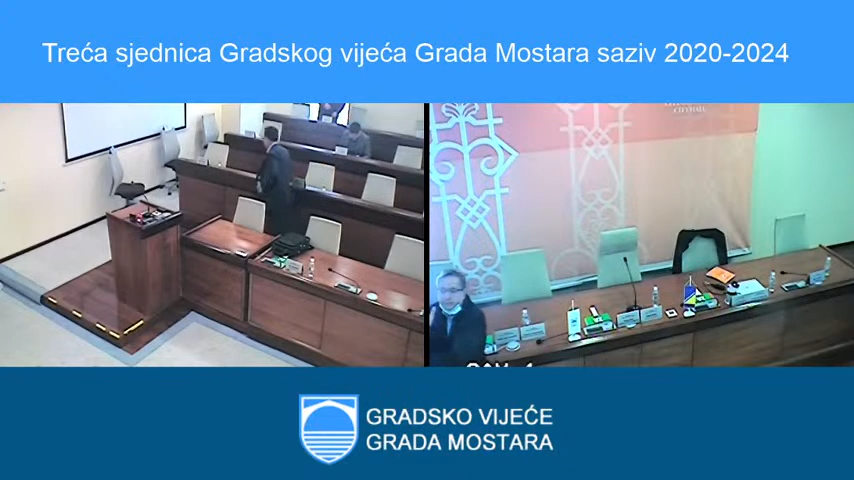 Treća sjednica Gradskog vijeća Grada Mostara saziv 2020-2024
GRADSKO VIJEĆE
GRADA MOSTARA